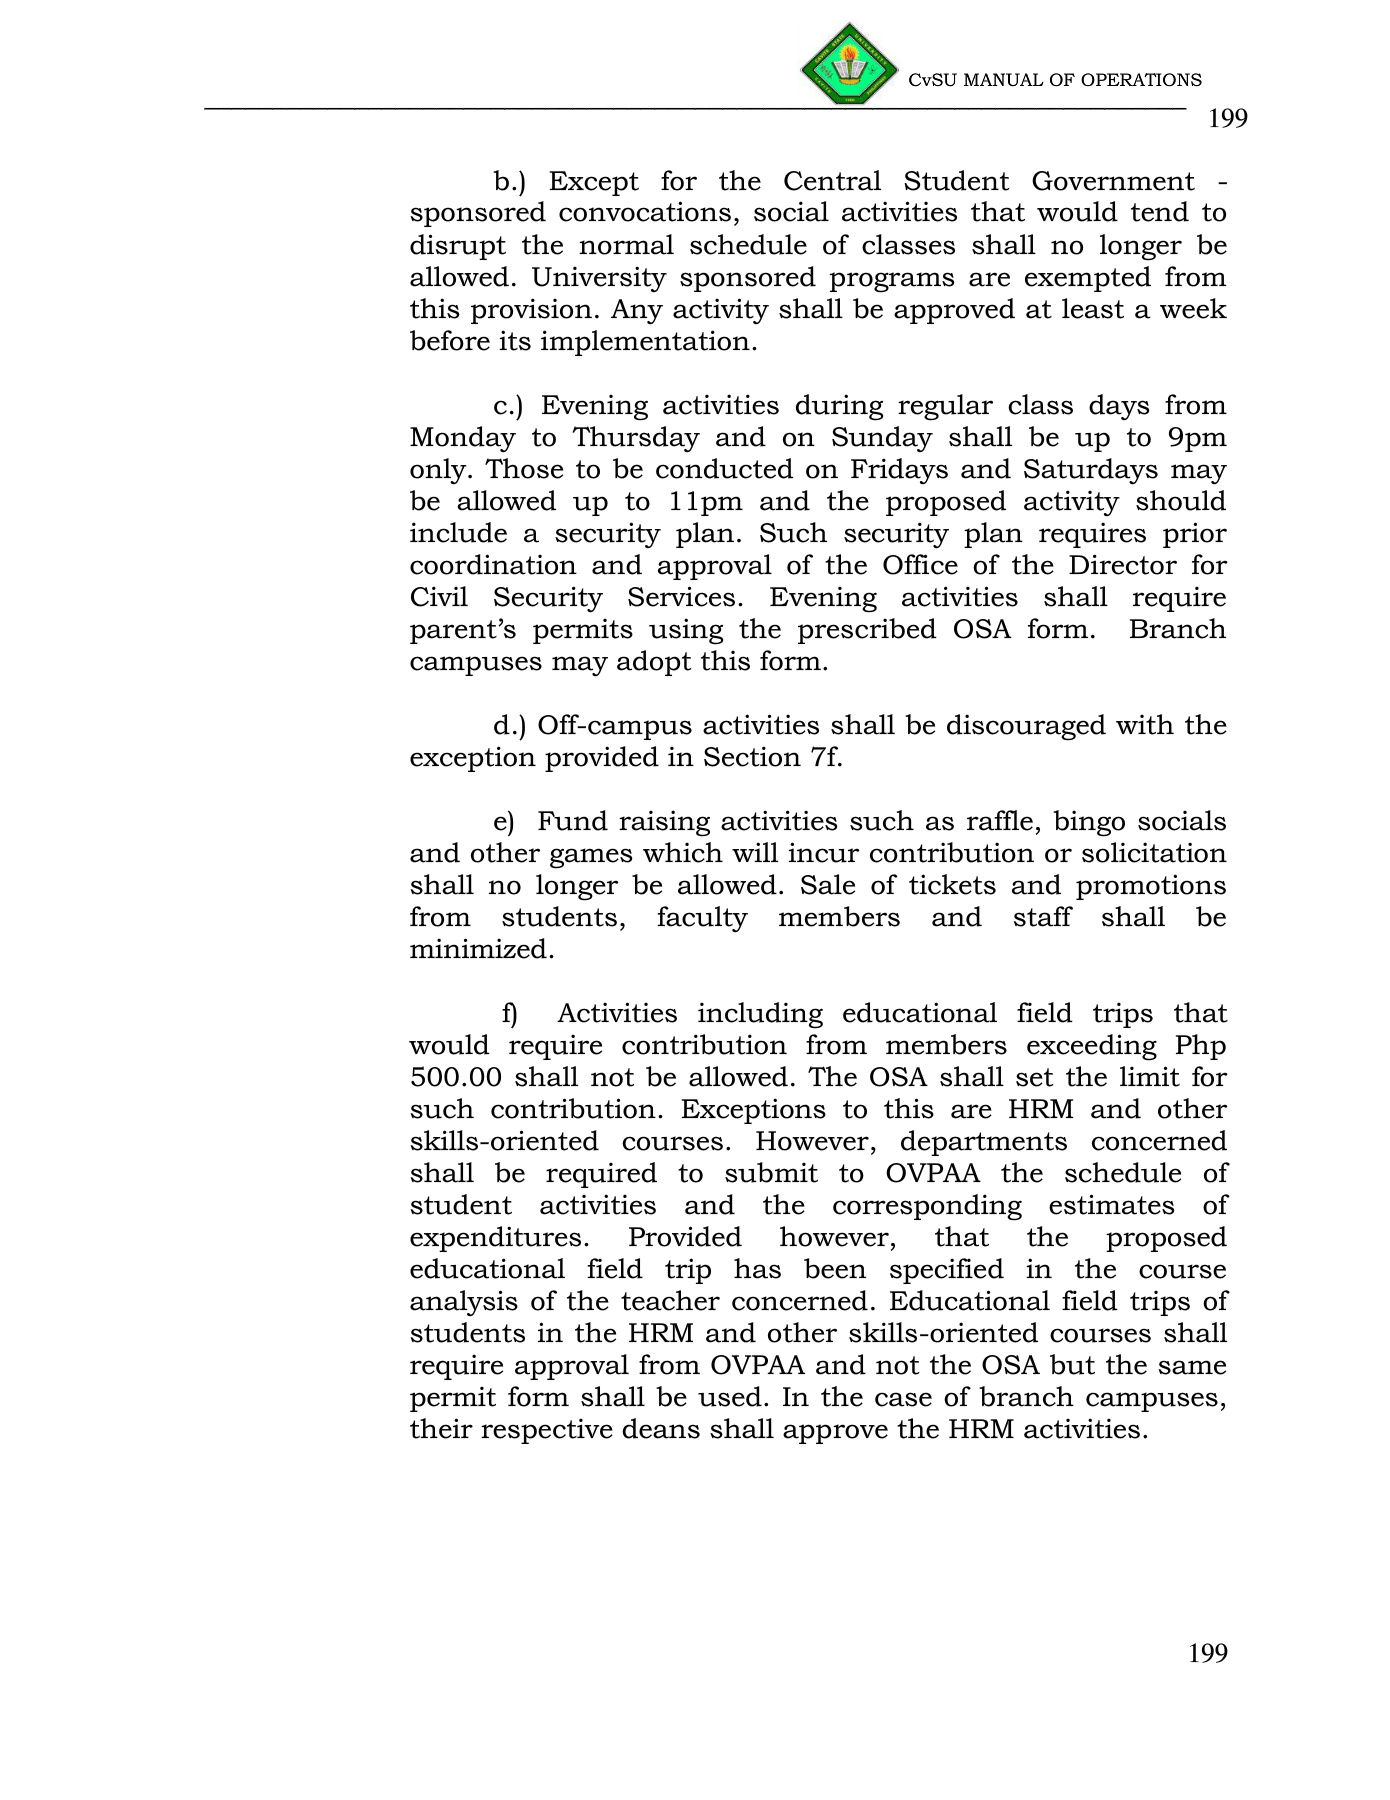 CvSU MANUAL OF OPERATIONS
199
b.) Except for the Central Student Government -
sponsored convocations, social activities that would tend to
disrupt the normal schedule of classes shall no longer be
allowed. University sponsored programs are exempted from
this provision. Any activity shall be approved at least a week
before its implementation.
c.) Evening activities during regular class days from
Monday to Thursday and on Sunday shall be up to 9pm
only. Those to be conducted on Fridays and Saturdays may
be allowed up to 11pm and the proposed activity should
include a security plan. Such security plan requires prior
coordination and approval of the Office of the Director for
Civil Security Services. Evening activities shall require
parent’s permits using the prescribed OSA form. Branch
campuses may adopt this form.
d.) Off-campus activities shall be discouraged with the
exception provided in Section 7f.
e) Fund raising activities such as raffle, bingo socials
and other games which will incur contribution or solicitation
shall no longer be allowed. Sale of tickets and promotions
from students, faculty members and staff shall be
minimized.
f) Activities including educational field trips that
would require contribution from members exceeding Php
500.00 shall not be allowed. The OSA shall set the limit for
such contribution. Exceptions to this are HRM and other
skills-oriented courses. However, departments concerned
shall be required to submit to OVPAA the schedule of
student activities and the corresponding estimates of
expenditures. Provided however, that the proposed
educational field trip has been specified in the course
analysis of the teacher concerned. Educational field trips of
students in the HRM and other skills-oriented courses shall
require approval from OVPAA and not the OSA but the same
permit form shall be used. In the case of branch campuses,
their respective deans shall approve the HRM activities.
199